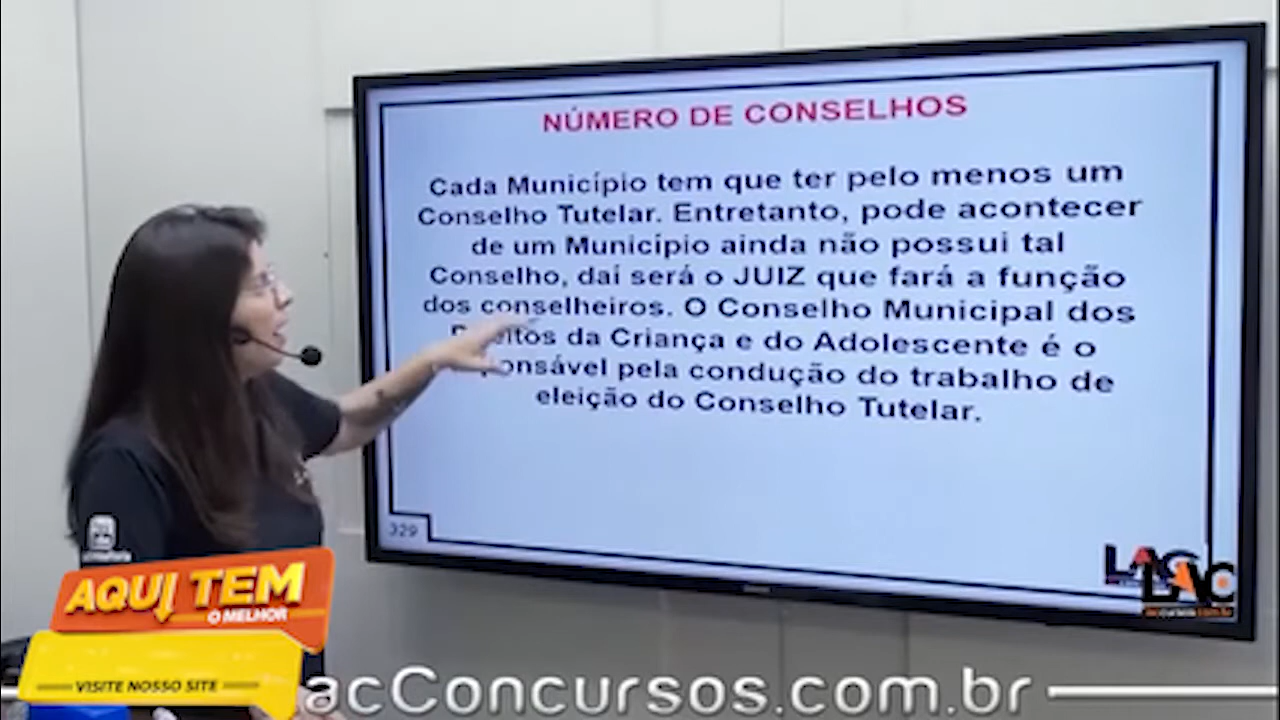 NÚMERO DE CONSELHOS
Cada Município tem que ter pelo menos um
Conselho Tutelar. Entretanto, pode acontecer
de um Município ainda não possui tal
Conselho, daí será o JUIZ que fará a função
dos conselheiros. O Conselho Municipal dos
da Criança e do Adolescente é o
pela condução do trabalho de
eleição do Conselho Tutelar.
329
AQUI TEM
O MELHOR
VISITE NOSSO SITE
acConcursos.com.br